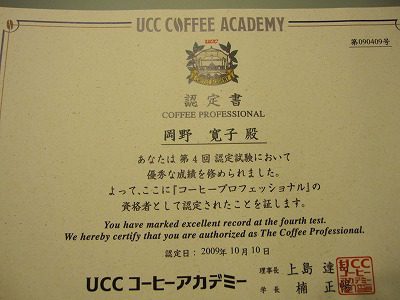 UCC COFFEE ACADEMY
第090409号
UCC
認定書
COFFEE PROFESSIONAL
岡野 寛子 殿
あなたは 第 4 回 認定試験において
優秀な成績を修められました。
よって、ここに『コーヒープロフェッショナル』の
資格者として認定されたことを証します。
You have marked excellent record at the fourth test.
We hereby certify that you are authorized as The Coffee Professional.
認定日：2009年 10月 10日
UCC コーヒーアカデミー
理事長 上島 達
学長 楠 正